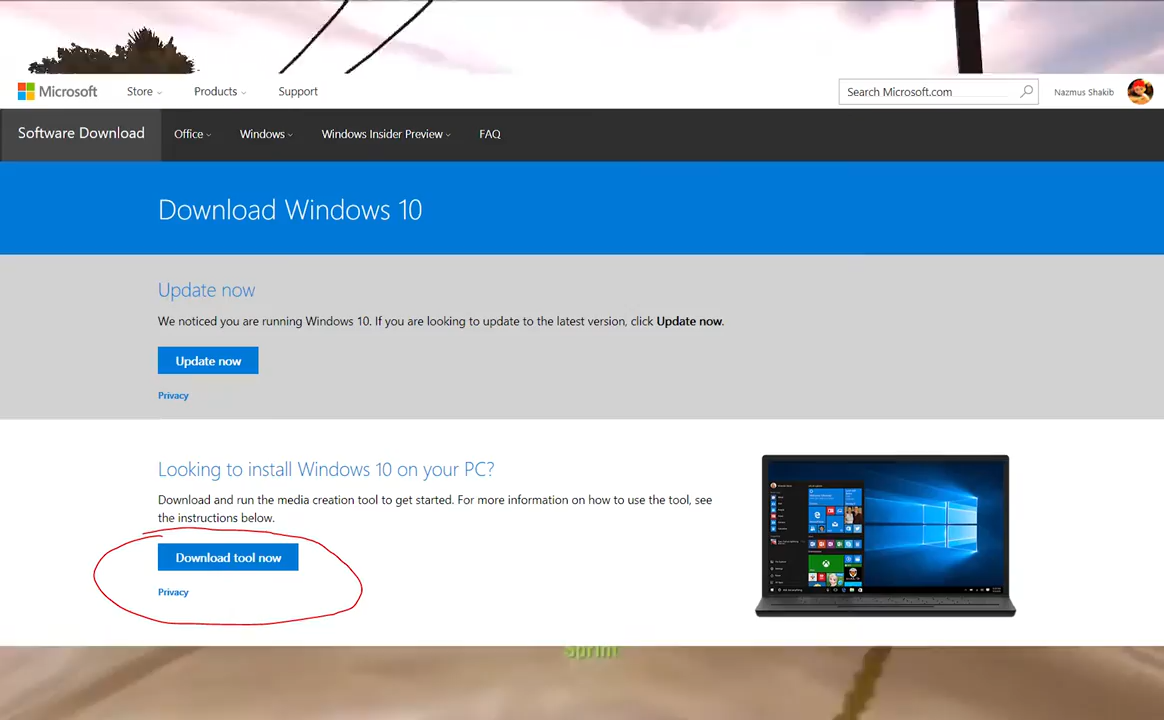 Microsoft Store Products Support Search Microsoft.com Nazmus Shakib
Software Download Office Windows Windows Insider Preview FAQ
Download Windows 10
Update now
We noticed you are running Windows 10. If you are looking to update to the latest version, click Update now.
Update now
Privacy
Looking to install Windows 10 on your PC?
Download and run the media creation tool to get started. For more information on how to use the tool, see
the instructions below.
Download tool now
Privacy
Sprint